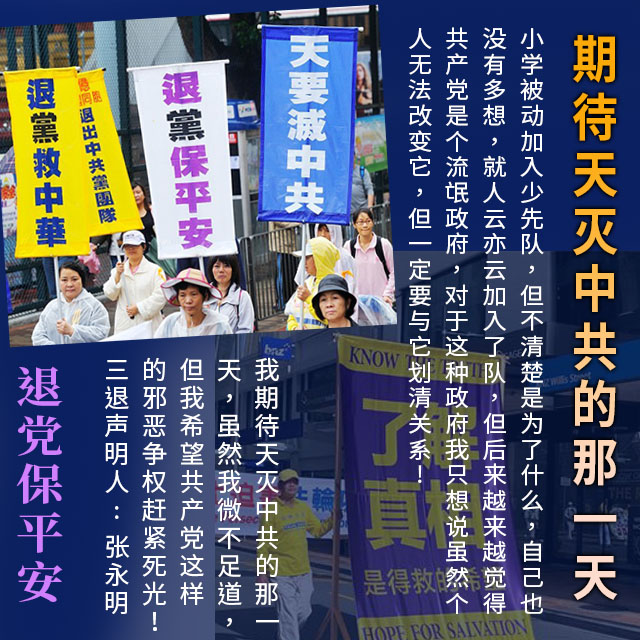 期待天灭中共的那一天
小学被动加入少先队，但不清楚是为了什么，自己也
没有多想，就人云亦云加入了队，但后来越来越觉得
共产党是个流氓政府，对于这种政府我只想说虽然个
人无法改变它，但一定要与它划清关系！
天要滅中共
退黨保平安
退出中共黨團隊
退黨救中華
我期待天灭中共的那一
天，虽然我微不足道，
但我希望共产党这样
的邪恶争权赶紧死光！
三退声明人：张永明
退党保平安
KNOW THE TRUTH
了解
真相
是得救的希望
HOPE FOR SALVATION